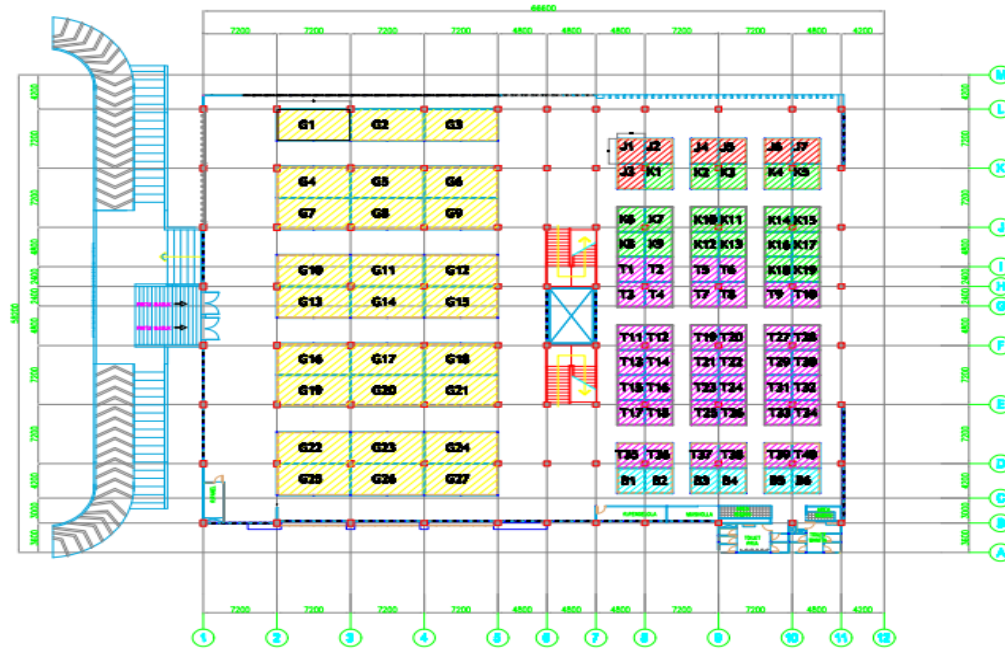 66600
7200 7200 7200 7200 4800 4800 4800 7200 7200 4800 4200
M
L
G1 G2 G3
J1 J2 J4 J5 J6 J7
K
G4 G5 G6
J3 K1 K2 K3 K4 K5
G7 G8 G9
K6 K7 K10 K11 K14 K15
J
K8 K9 K12 K13 K16 K17
I
G10 G11 G12
T1 T2 T5 T6 K18 K19
H
G13 G14 G15
T3 T4 T7 T8 T9 T10
G
T11 T12 T19 T20 T27 T28
F
G16 G17 G18
T13 T14 T21 T22 T29 T30
G19 G20 G21
T15 T16 T23 T24 T31 T32
E
T17 T18 T25 T26 T33 T34
G22 G23 G24
T35 T36 T37 T38 T39 T40
D
G25 G26 G27
B1 B2 B3 B4 B5 B6
C
B
A
7200 7200 7200 7200 4800 4800 4800 7200 7200 4800 4200
1 2 3 4 5 6 7 8 9 10 11 12